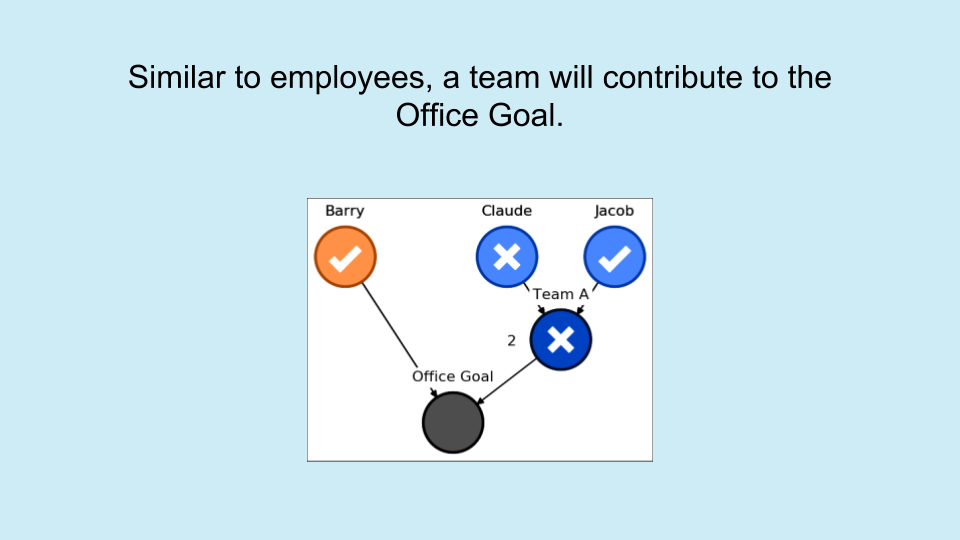 Similar to employees, a team will contribute to the
Office Goal.
Barry
Claude
Jacob
Team A
2
Office Goal